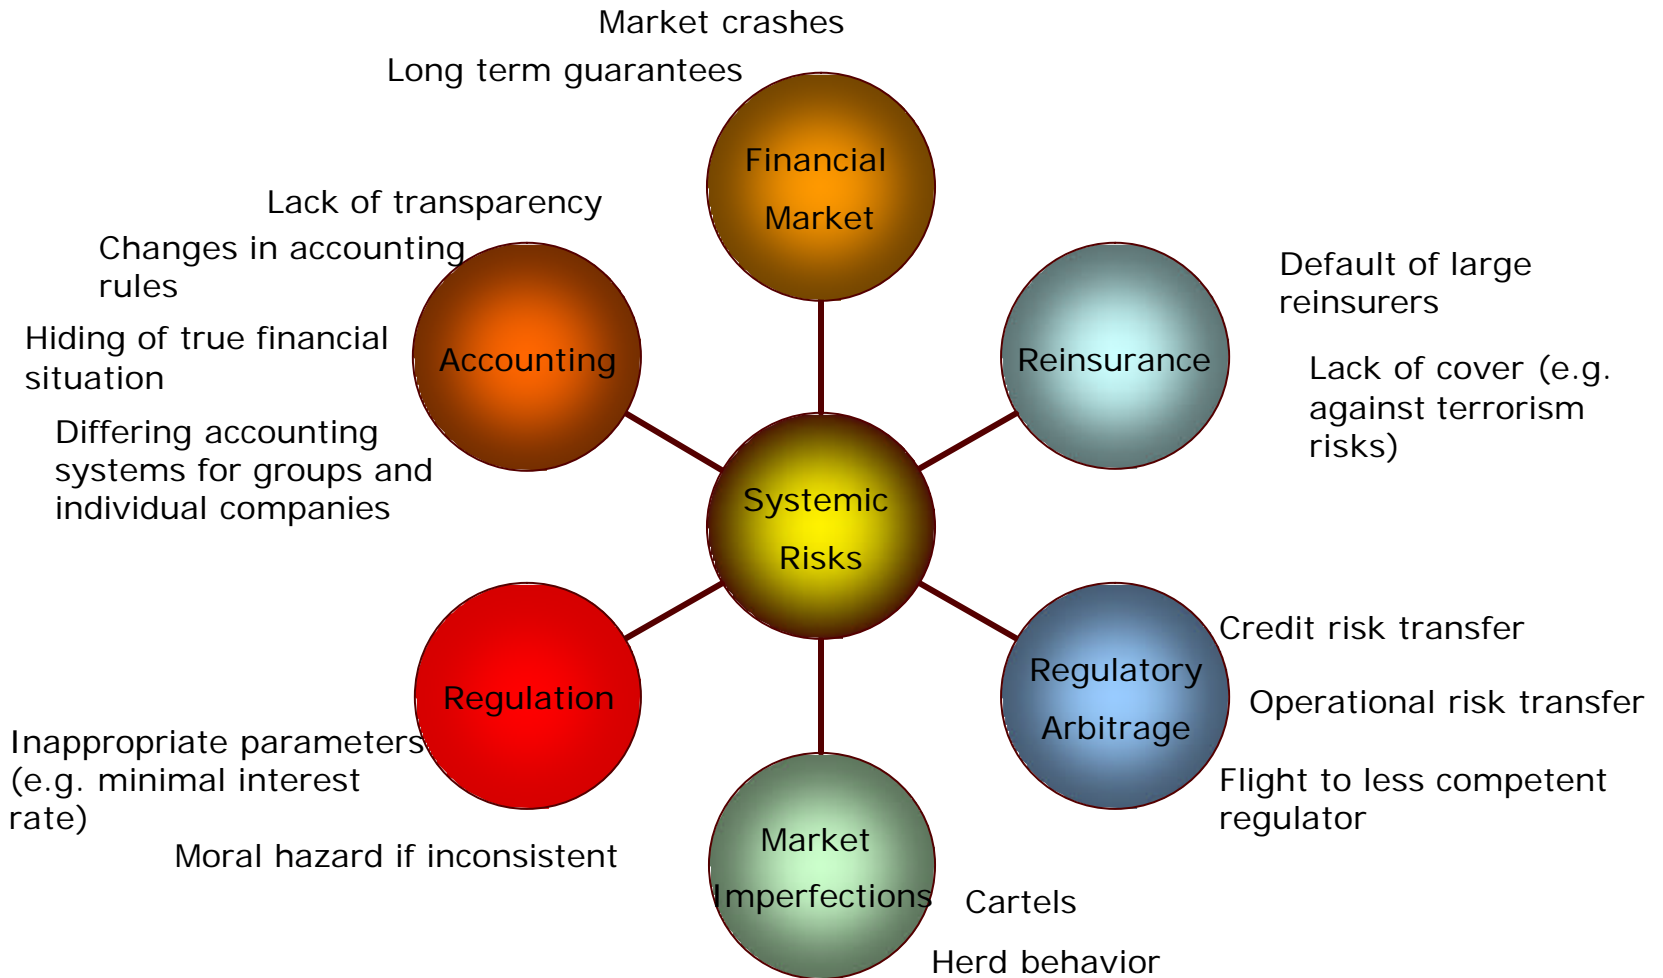 Market crashes
Long term guarantees
Financial
Market
Lack of transparency
Changes in accounting
rules
Hiding of true financial
situation
Accounting
Differing accounting
systems for groups and
individual companies
Reinsurance
Default of large
reinsurers
Lack of cover (e.g.
against terrorism
risks)
Systemic
Risks
Regulation
Inappropriate parameters
(e.g. minimal interest
rate)
Moral hazard if inconsistent
Regulatory
Arbitrage
Credit risk transfer
Operational risk transfer
Flight to less competent
regulator
Market
Imperfections
Cartels
Herd behavior